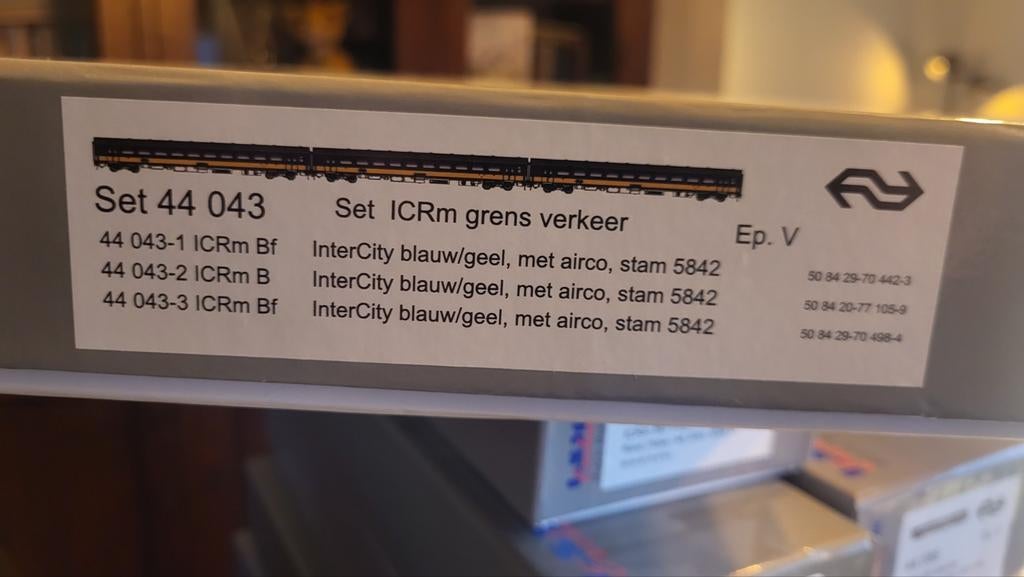 Set 44 043 Set ICRm grens verkeer Ep. V
44 043-1 ICRm Bf InterCity blauw/geel, met airco, stam 5842 50 84 29-70 442-3
44 043-2 ICRm B InterCity blauw/geel, met airco, stam 5842 50 84 20-77 105-9
44 043-3 ICRm Bf InterCity blauw/geel, met airco, stam 5842 50 84 29-70 498-4